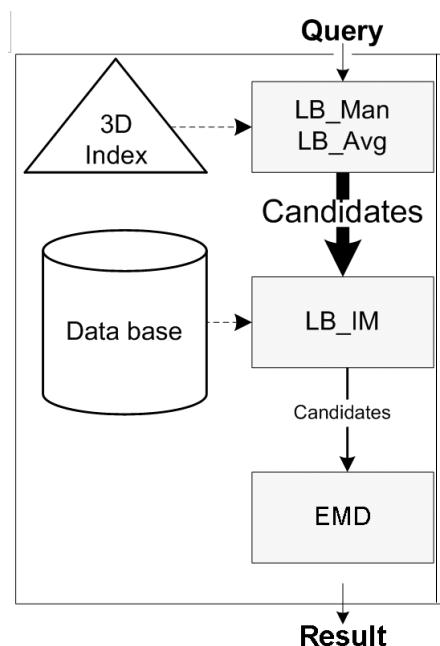 Query
3D
Index
LB_Man
LB_Avg
Candidates
Data base
LB_IM
Candidates
EMD
Result